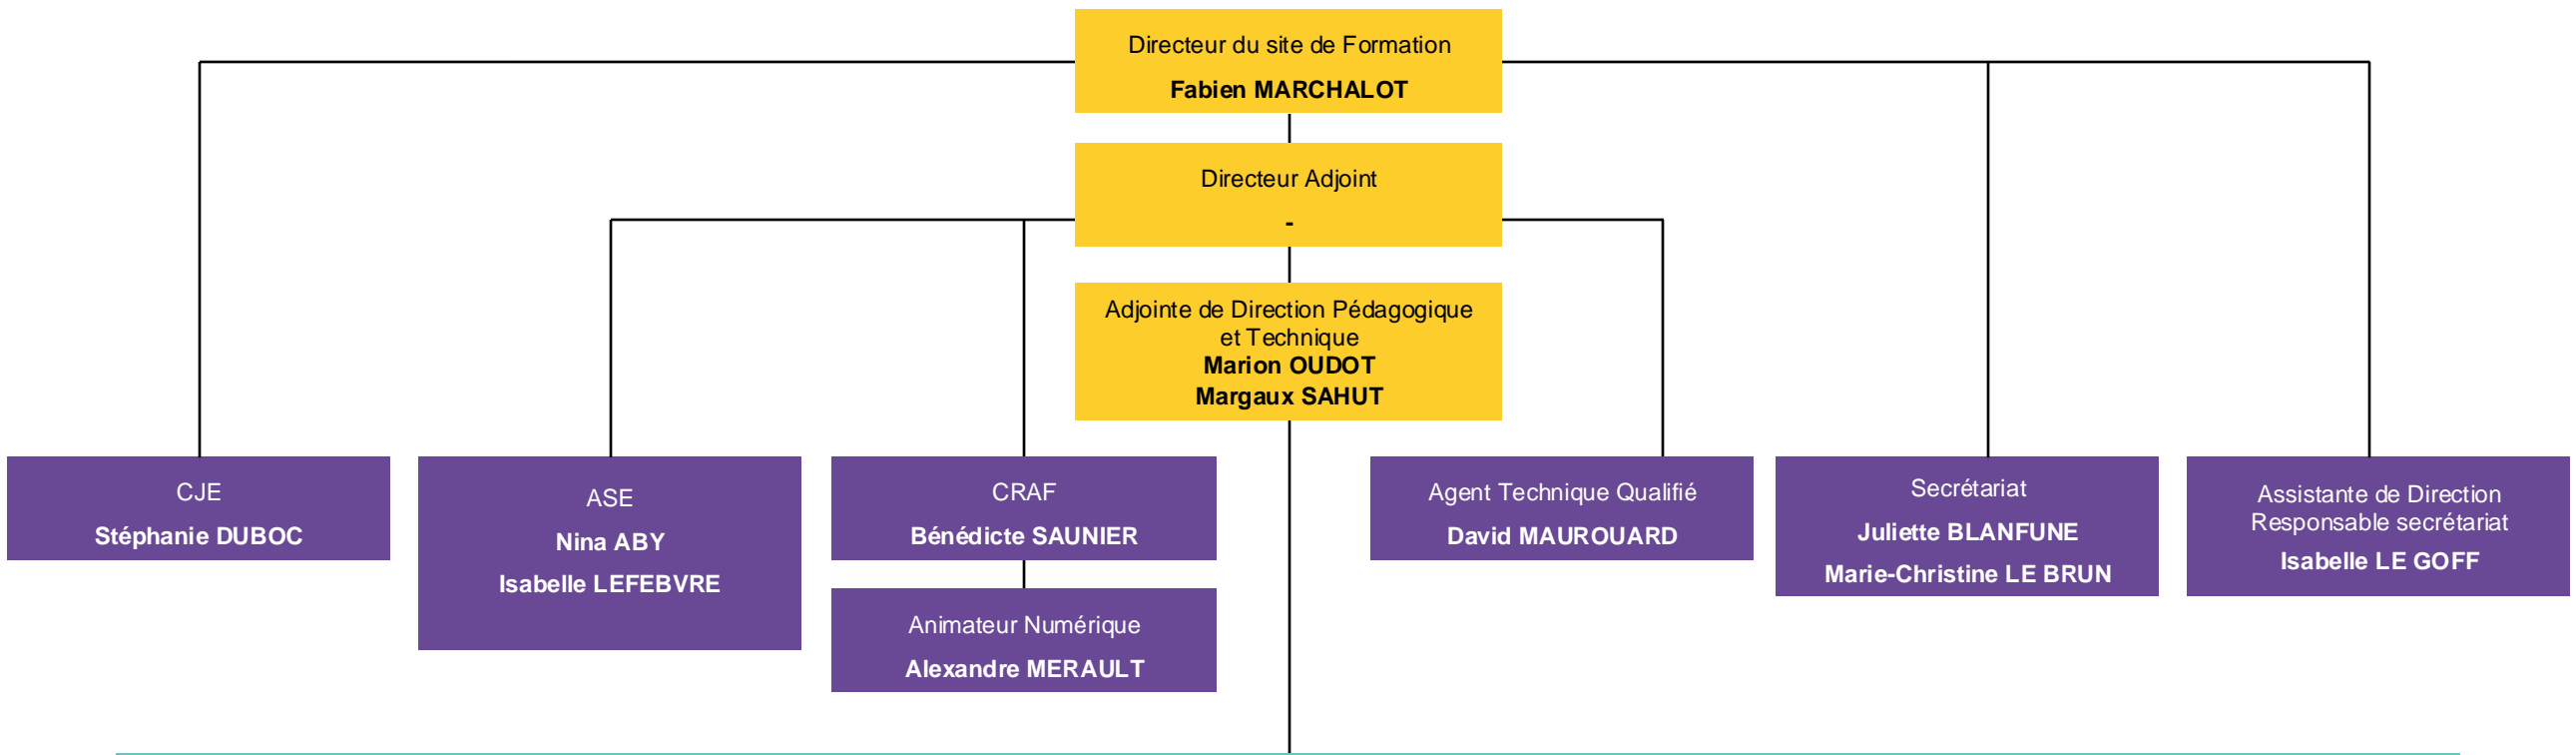 Directeur du site de Formation
Fabien MARCHALOT
Directeur Adjoint
-
Adjointe de Direction Pédagogique
et Technique
Marion OUDOT
Margaux SAHUT
CJE
Stéphanie DUBOC
ASE
Nina ABY
Isabelle LEFEBVRE
CRAF
Bénédicte SAUNIER
Animateur Numérique
Alexandre MERAULT
Agent Technique Qualifié
David MAUROUARD
Secrétariat
Juliette BLANFUNE
Marie-Christine LE BRUN
Assistante de Direction
Responsable secrétariat
Isabelle LE GOFF